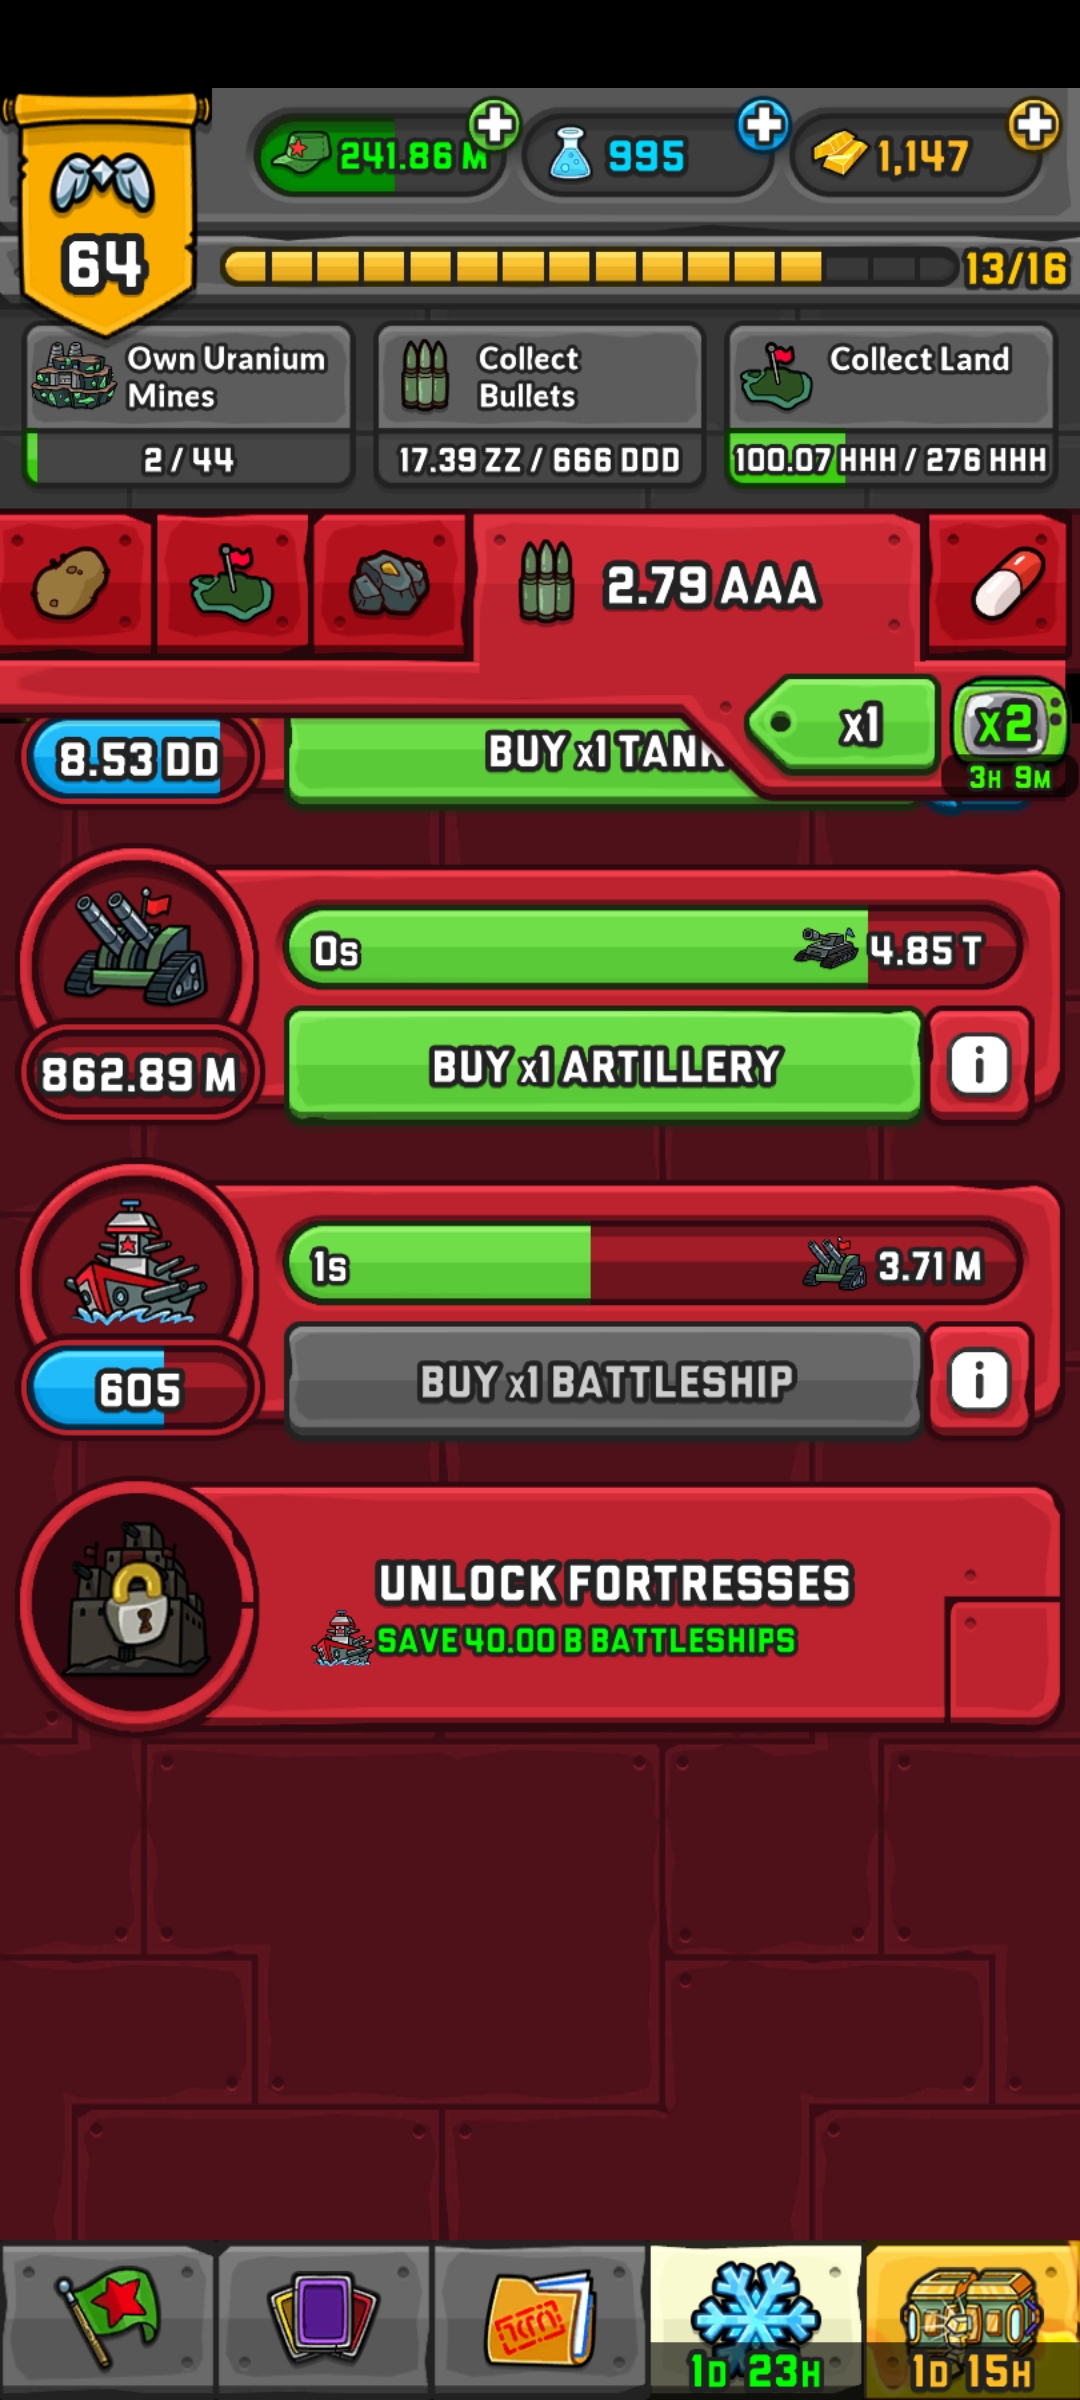 64
241.86 M
995
1,147
13/16
Own Uranium
Mines
2 / 44
Collect
Bullets
17.39 ZZ / 666 DDD
Collect Land
100.07 HHH / 276 HHH
2.79 AAA
x1
x2
3H 9M
8.53 DD
BUY x1 TANK
0s
4.85 T
862.89 M
BUY x1 ARTILLERY
i
1s
3.71 M
605
BUY x1 BATTLESHIP
i
UNLOCK FORTRESSES
SAVE 40.00 B BATTLESHIPS
1D 23H
1D 15H